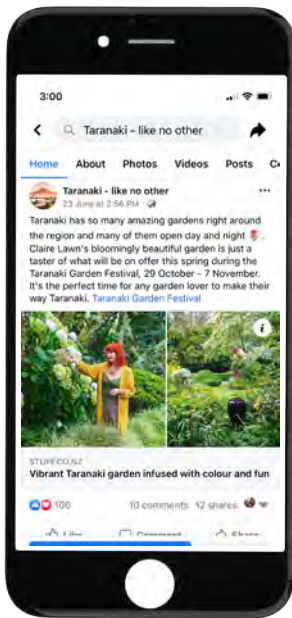 3:00
Taranaki - like no other
Home About Photos Videos Posts
Taranaki - like no other
23 June at 2:56 PM
Taranaki has so many amazing gardens right around
the region and many of them open day and night 🌷.
Claire Lawn's bloomingly beautiful garden is just a
taster of what will be on offer this spring during the
Taranaki Garden Festival, 29 October - 7 November.
It's the perfect time for any garden lover to make their
way Taranaki. Taranaki Garden Festival
i
STUFF.CO.NZ
Vibrant Taranaki garden infused with colour and fun
100 10 comments 12 shares
Like Comment Share